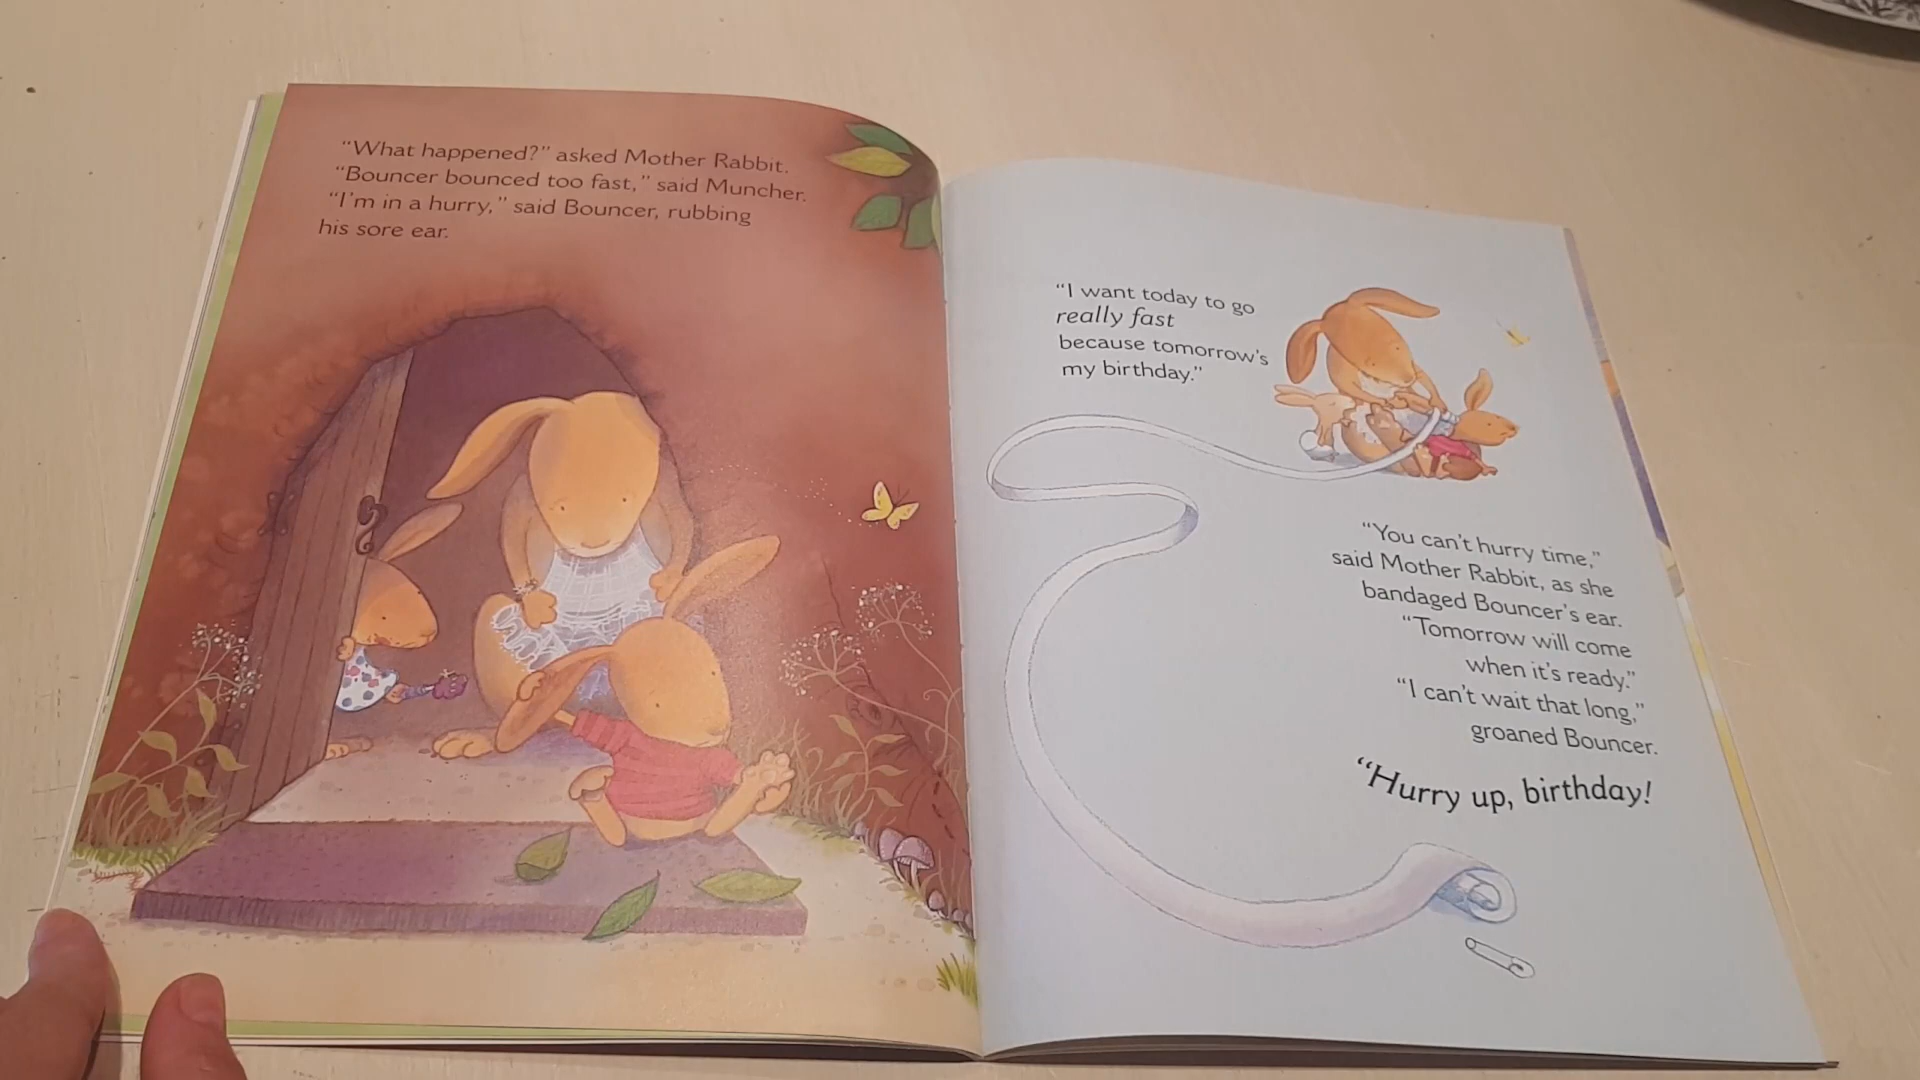 “What happened?” asked Mother Rabbit.
“Bouncer bounced too fast,” said Muncher.
“I'm in a hurry,” said Bouncer, rubbing
his sore ear.
“I want today to go
really fast
because tomorrow's
my birthday.”
“You can't hurry time,”
said Mother Rabbit, as she
bandaged Bouncer's ear.
“Tomorrow will come
when it's ready.”
“I can't wait that long,”
groaned Bouncer.
“Hurry up, birthday!